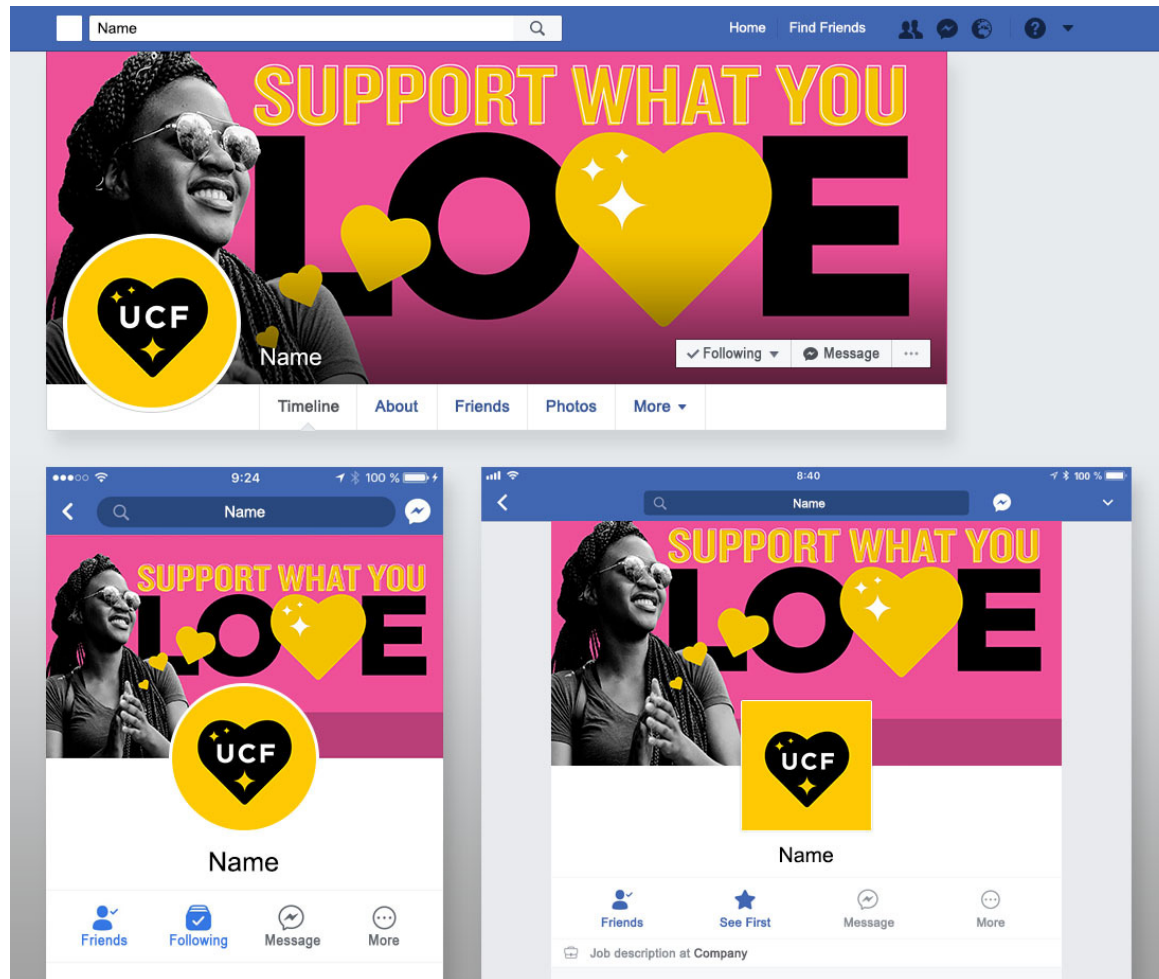 Name
Home Find Friends
SUPPORT WHAT YOU
LOVE
UCF
Name
Following Message
Timeline About Friends Photos More
9:24 100 %
Name
SUPPORT WHAT YOU
LOVE
UCF
Name
Friends Following Message More
8:40 100 %
Name
SUPPORT WHAT YOU
LOVE
UCF
Name
Friends See First Message More
Job description at Company